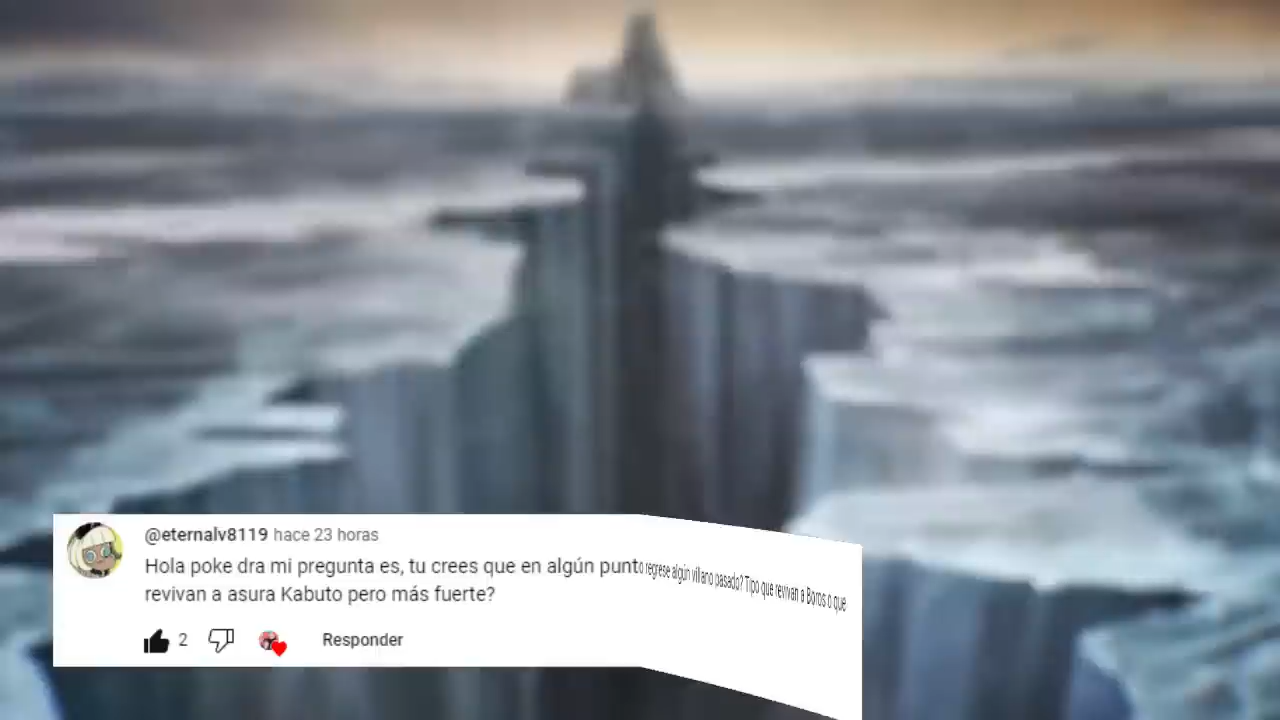 @eternalv8119 hace 23 horas
Hola poke dra mi pregunta es, tu crees que en algún punto regrese algún villano pasado? Tipo que revivan a Boros o que
revivan a asura Kabuto pero más fuerte?
2 Responder